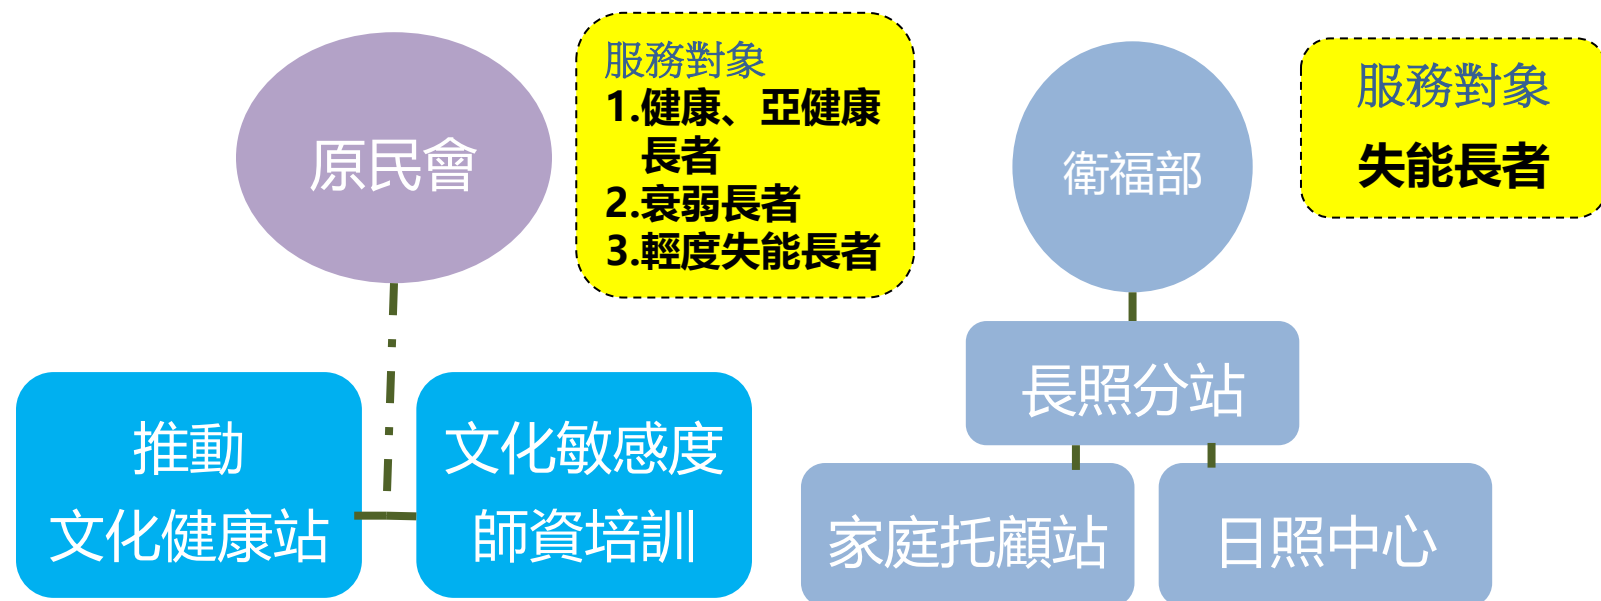 原民會
服務對象
1.健康、亞健康
長者
2.衰弱長者
3.輕度失能長者
推動
文化健康站
文化敏感度
師資培訓
衛福部
服務對象
失能長者
長照分站
家庭托顧站
日照中心